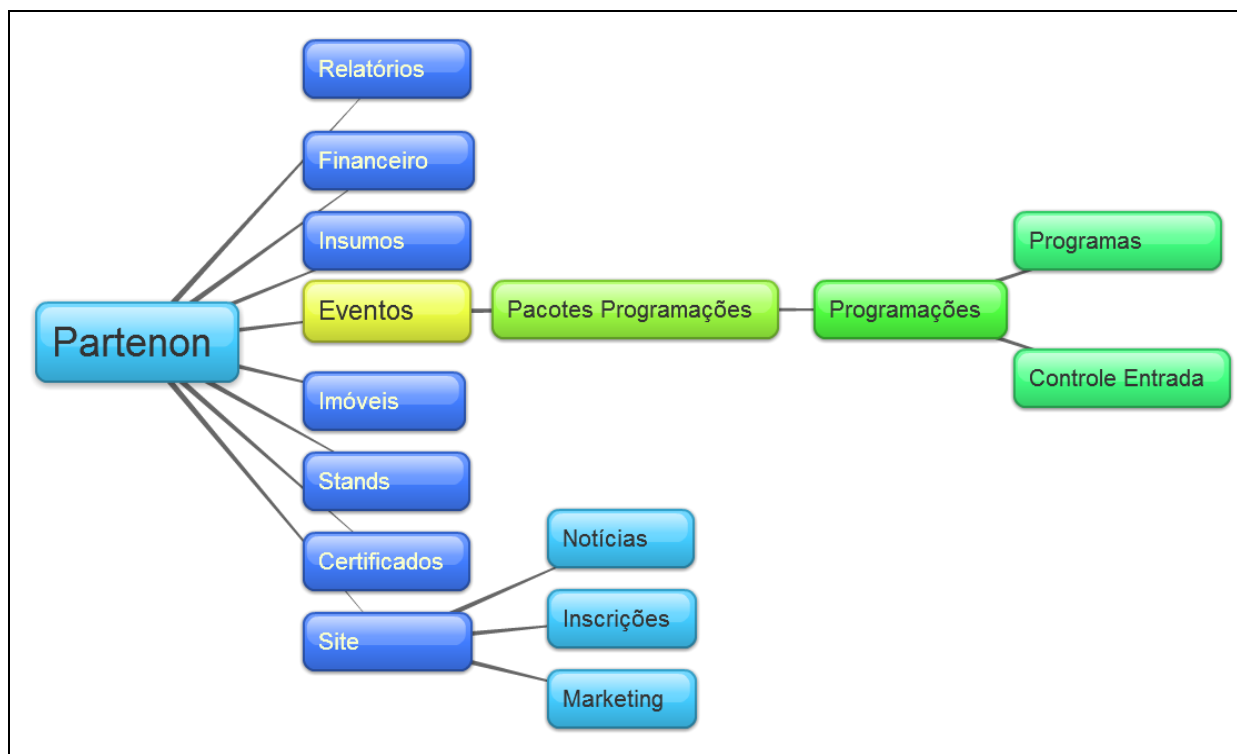 Partenon
Relatórios
Financeiro
Insumos
Eventos
Pacotes Programações
Programações
Programas
Controle Entrada
Imóveis
Stands
Certificados
Site
Notícias
Inscrições
Marketing